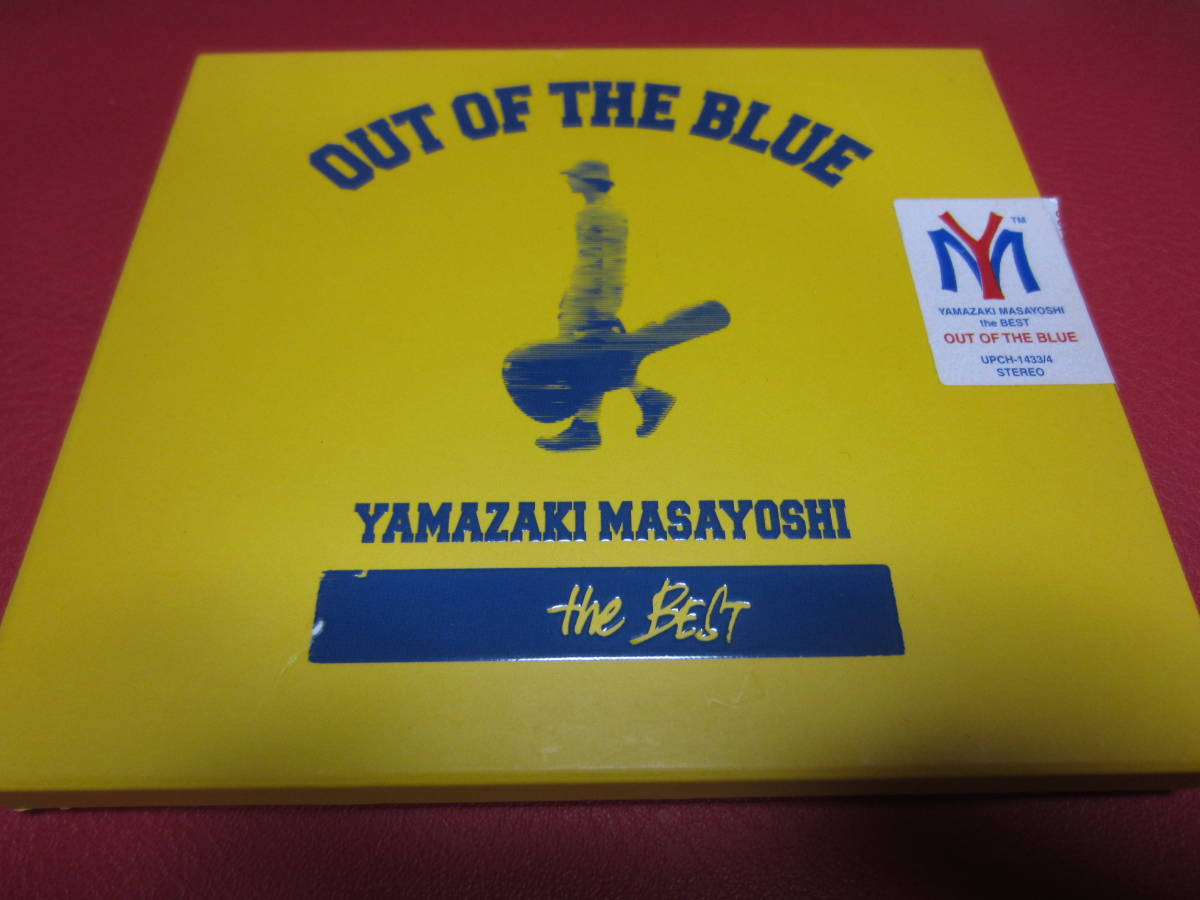 OUT OF THE BLUE
YAMAZAKI MASAYOSHI
the BEST
YM TM
YAMAZAKI MASAYOSHI
the BEST
OUT OF THE BLUE
UPCH-1433/4
STEREO